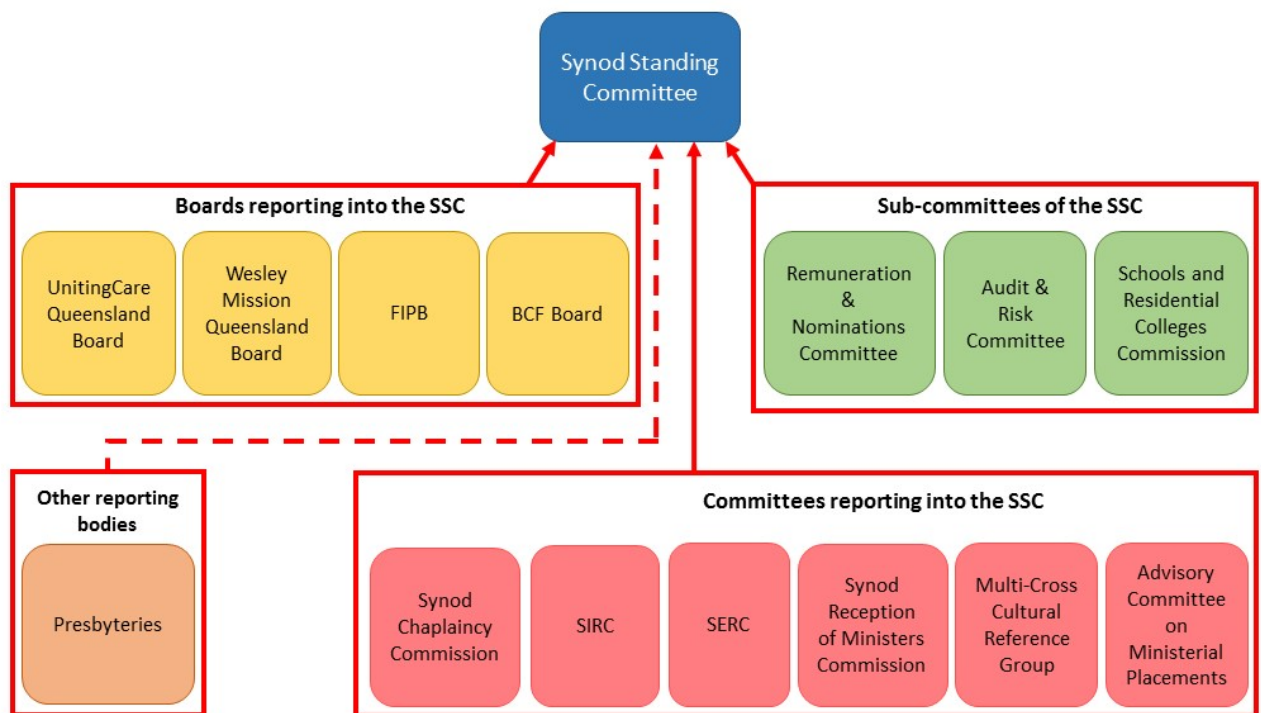 Synod Standing
Committee
Boards reporting into the SSC
UnitingCare
Queensland
Board
Wesley
Mission
Queensland
Board
FIPB
BCF Board
Sub-committees of the SSC
Remuneration
&
Nominations
Committee
Audit &
Risk
Committee
Schools and
Residential
Colleges
Commission
Other reporting
bodies
Presbyteries
Committees reporting into the SSC
Synod
Chaplaincy
Commission
SIRC
SERC
Synod
Reception
of Ministers
Commission
Multi-Cross
Cultural
Reference
Group
Advisory
Committee
on
Ministerial
Placements